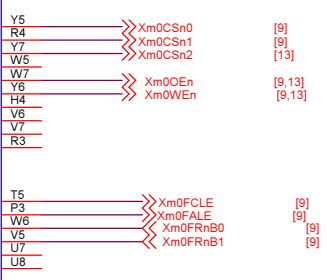 Y5 Xm0CSn0 [9]
R4 Xm0CSn1 [9]
Y7 Xm0CSn2 [13]
W5
W7 Xm0OEn [9,13]
Y6 Xm0WEn [9,13]
H4
V6
V7
R3
T5 Xm0FCLE [9]
P3 Xm0FALE [9]
W6 Xm0FRnB0 [9]
V5 Xm0FRnB1 [9]
U7
U8